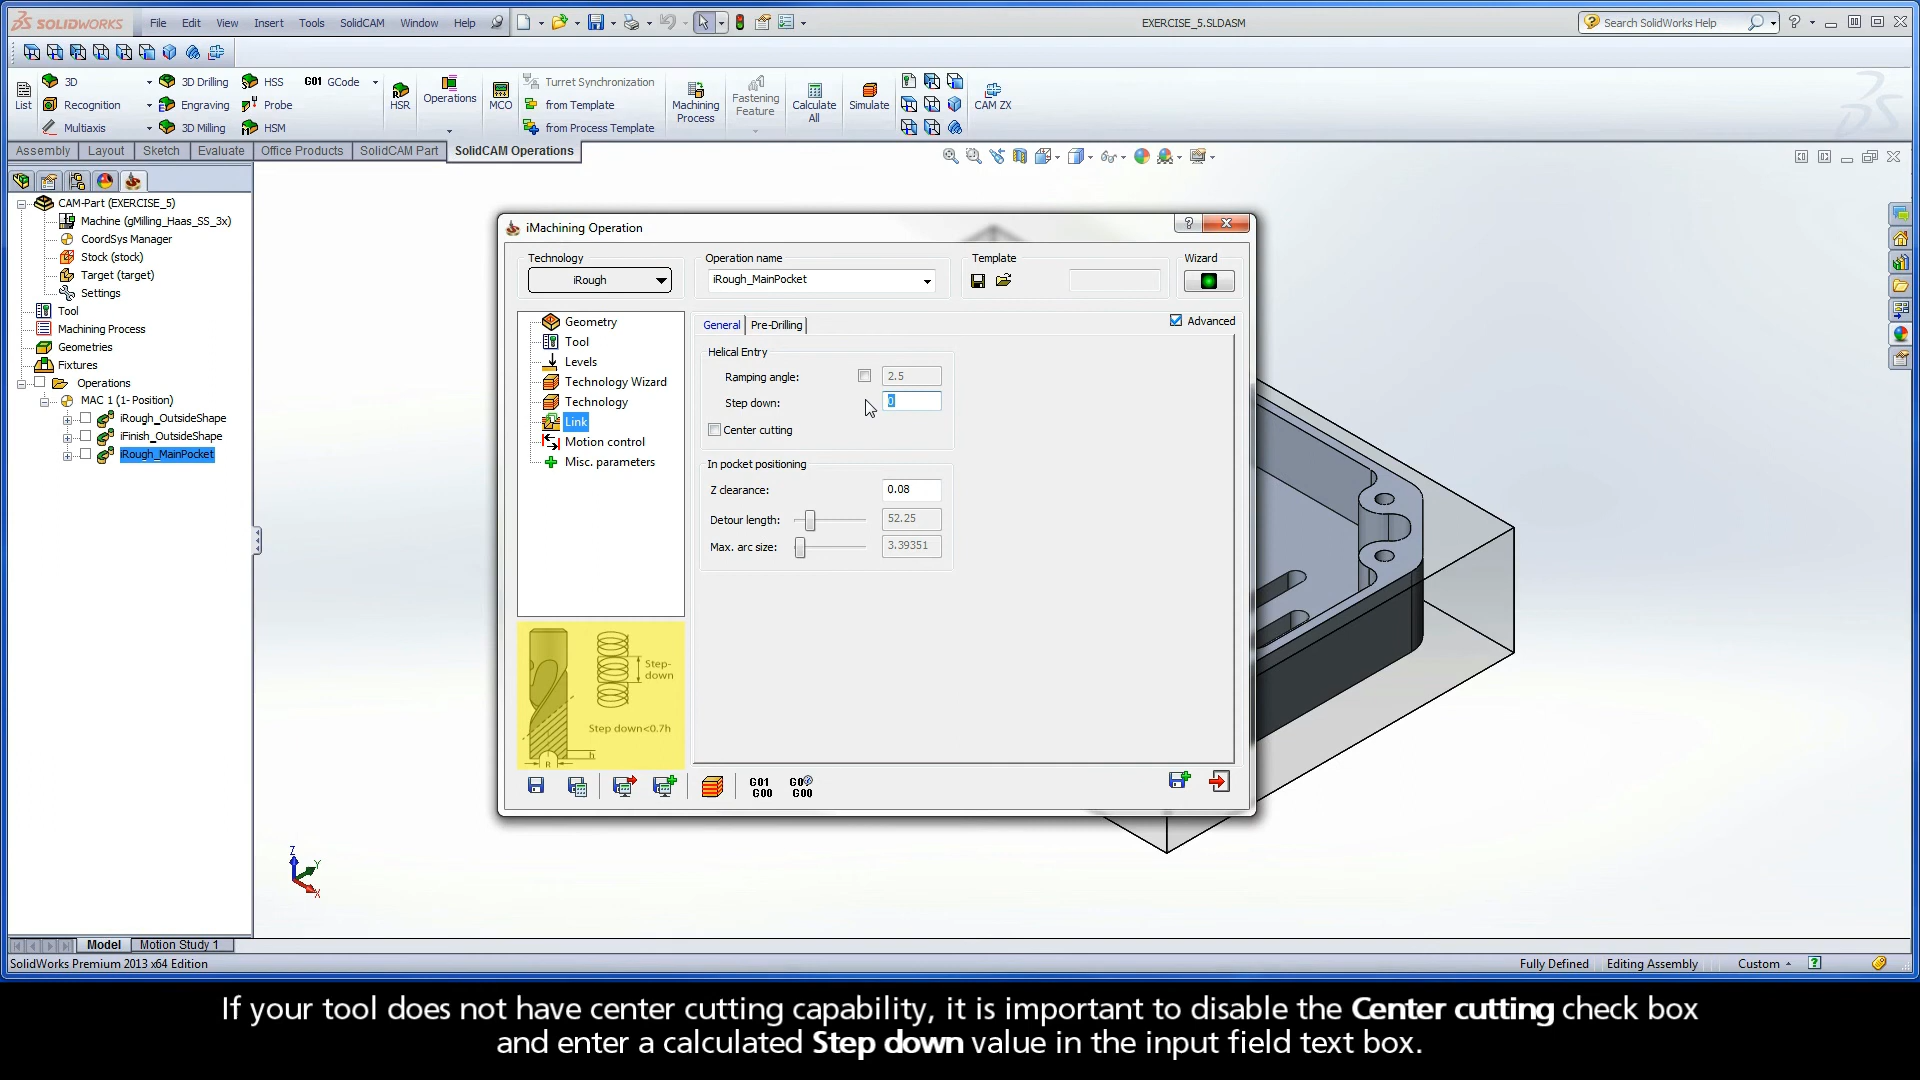 SOLIDWORKS File Edit View Insert Tools SolidCAM Window Help EXERCISE_5.SLDASM Search SolidWorks Help
3D 3D Drilling HSS G01 GCode Turret Synchronization
List Recognition Engraving Probe HSR Operations MCO from Template Machining Process Fastening Feature Calculate All Simulate CAM ZX
Multiaxis 3D Milling HSM from Process Template
Assembly Layout Sketch Evaluate Office Products SolidCAM Part SolidCAM Operations
CAM-Part (EXERCISE_5)
Machine (gMilling_Haas_SS_3x)
CoordSys Manager
Stock (stock)
Target (target)
Settings
Tool
Machining Process
Geometries
Fixtures
Operations
MAC 1 (1- Position)
iRough_OutsideShape
iFinish_OutsideShape
iRough_MainPocket
iMachining Operation
Technology Operation name Template Wizard
iRough iRough_MainPocket
Geometry
Tool
Levels
Technology Wizard
Technology
Link
Motion control
Misc. parameters
General Pre-Drilling Advanced
Helical Entry
Ramping angle: 2.5
Step down: 0
Center cutting
In pocket positioning
Z clearance: 0.08
Detour length: 52.25
Max. arc size: 3.39351
Step-
down
Step down<0.7h
h
R
G01
G00
G0
G00
Z
Y
X
Model Motion Study 1
SolidWorks Premium 2013 x64 Edition Fully Defined Editing Assembly Custom
If your tool does not have center cutting capability, it is important to disable the Center cutting check box
and enter a calculated Step down value in the input field text box.